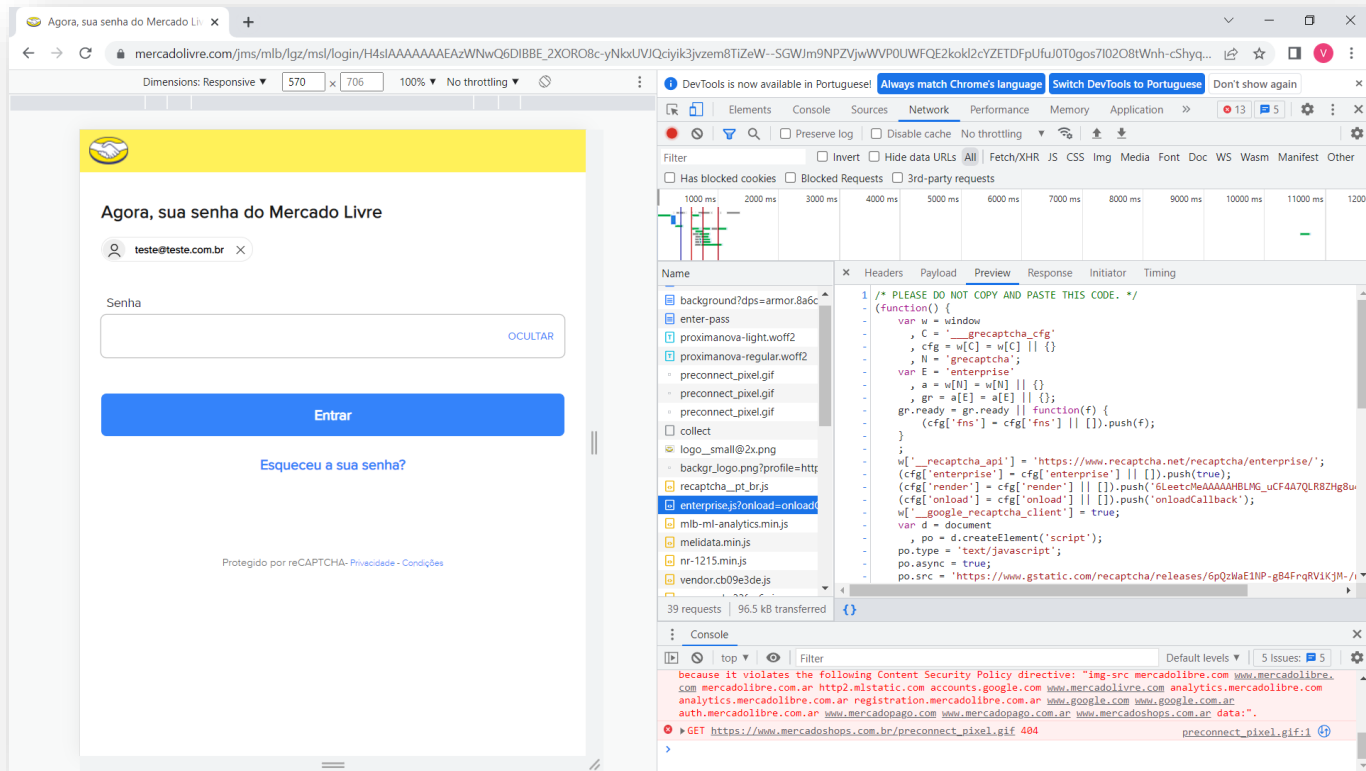 Agora, sua senha do Mercado Liv
mercadolivre.com/jms/mlb/lgz/msl/login/
V
Dimensions: Responsive ▼ 570 × 706 100% ▼ No throttling ▼
Agora, sua senha do Mercado Livre
teste@teste.com.br
Senha
OCULTAR
Entrar
Esqueceu a sua senha?
Protegido por reCAPTCHA- Privacidade - Condições
DevTools is now available in Portuguese! Always match Chrome's language Switch DevTools to Portuguese Don't show again
Elements Console Sources Network Performance Memory Application » 13 5
Preserve log Disable cache No throttling ▼
Filter Invert Hide data URLs All Fetch/XHR JS CSS Img Media Font Doc WS Wasm Manifest Other
Has blocked cookies Blocked Requests 3rd-party requests
1000 ms 2000 ms 3000 ms 4000 ms 5000 ms 6000 ms 7000 ms 8000 ms 9000 ms 10000 ms 11000 ms 1200
Name
background?dps=armor.8a6c
enter-pass
proximanova-light.woff2
proximanova-regular.woff2
preconnect_pixel.gif
preconnect_pixel.gif
preconnect_pixel.gif
collect
logo__small@2x.png
backgr_logo.png?profile=http
recaptcha__pt_br.js
enterprise.js?onload=onload
mlb-ml-analytics.min.js
melidata.min.js
nr-1215.min.js
vendor.cb09e3de.js
39 requests 96.5 kB transferred
Headers Payload Preview Response Initiator Timing
1 /* PLEASE DO NOT COPY AND PASTE THIS CODE. */
- (function() {
- var w = window
- , C = '___grecaptcha_cfg'
- , cfg = w[C] = w[C] || {}
- , N = 'grecaptcha';
- var E = 'enterprise'
- , a = w[N] = w[N] || {}
- , gr = a[E] = a[E] || {};
- gr.ready = gr.ready || function(f) {
- (cfg['fns'] = cfg['fns'] || []).push(f);
- }
- ;
- w['__recaptcha_api'] = 'https://www.recaptcha.net/recaptcha/enterprise/';
- (cfg['enterprise'] = cfg['enterprise'] || []).push(true);
- (cfg['render'] = cfg['render'] || []).push('6LeetcMeAAAAAHBLMG_uCF4A7QLR8ZHg8u
- (cfg['onload'] = cfg['onload'] || []).push('onloadCallback');
- w['__google_recaptcha_client'] = true;
- var d = document
- , po = d.createElement('script');
- po.type = 'text/javascript';
- po.async = true;
- po.src = 'https://www.gstatic.com/recaptcha/releases/6pQzWaE1NP-gB4FrqRViKjM-/
{}
Console
top ▼ Filter Default levels ▼ 5 Issues: 5
because it violates the following Content Security Policy directive: "img-src mercadolibre.com www.mercadolibre.
com mercadolibre.com.ar http2.mlstatic.com accounts.google.com www.mercadolivre.com analytics.mercadolibre.com
analytics.mercadolibre.com.ar registration.mercadolibre.com.ar www.google.com www.google.com.ar
auth.mercadolibre.com.ar www.mercadopago.com www.mercadopago.com.ar www.mercadoshops.com.ar data:".
GET https://www.mercadoshops.com.br/preconnect_pixel.gif 404 preconnect_pixel.gif:1